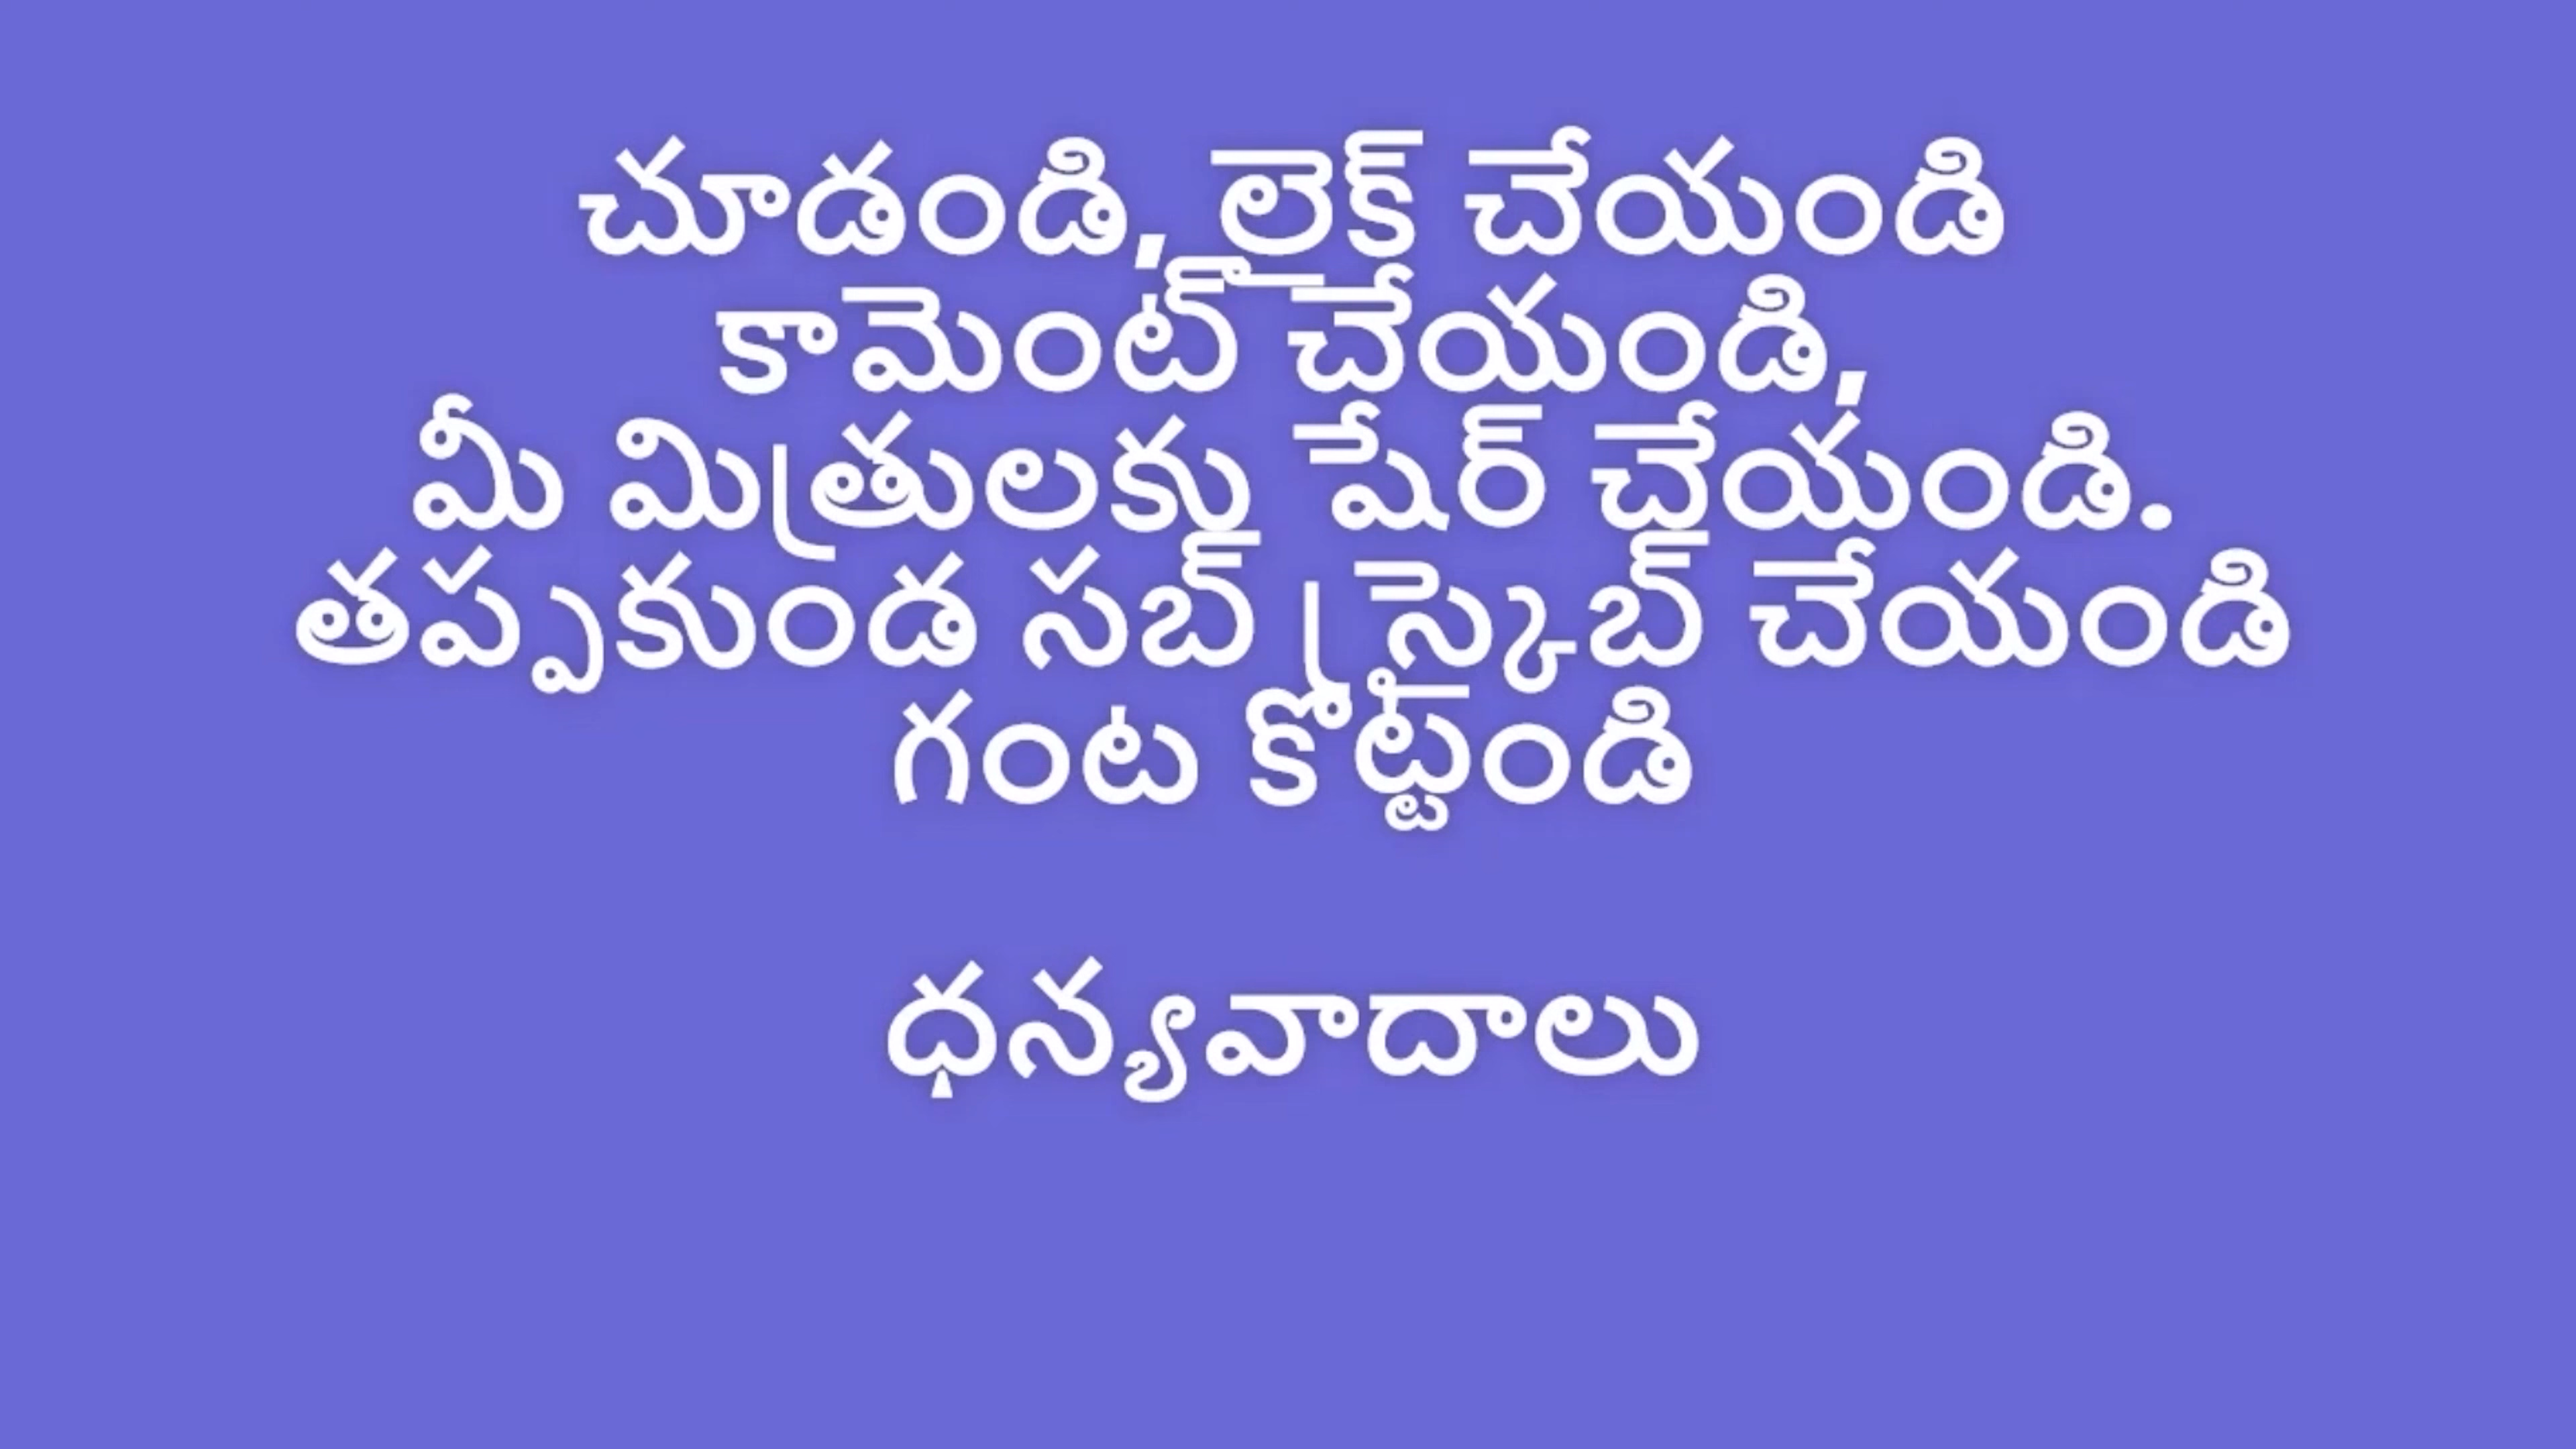 చూడండి, లైక్ చేయండి
కామెంట్ చేయండి,
మీ మిత్రులకు షేర్ చేయండి.
తప్పకుండ సబ్ స్క్రైబ్ చేయండి
గంట కొట్టండి
ధన్యవాదాలు